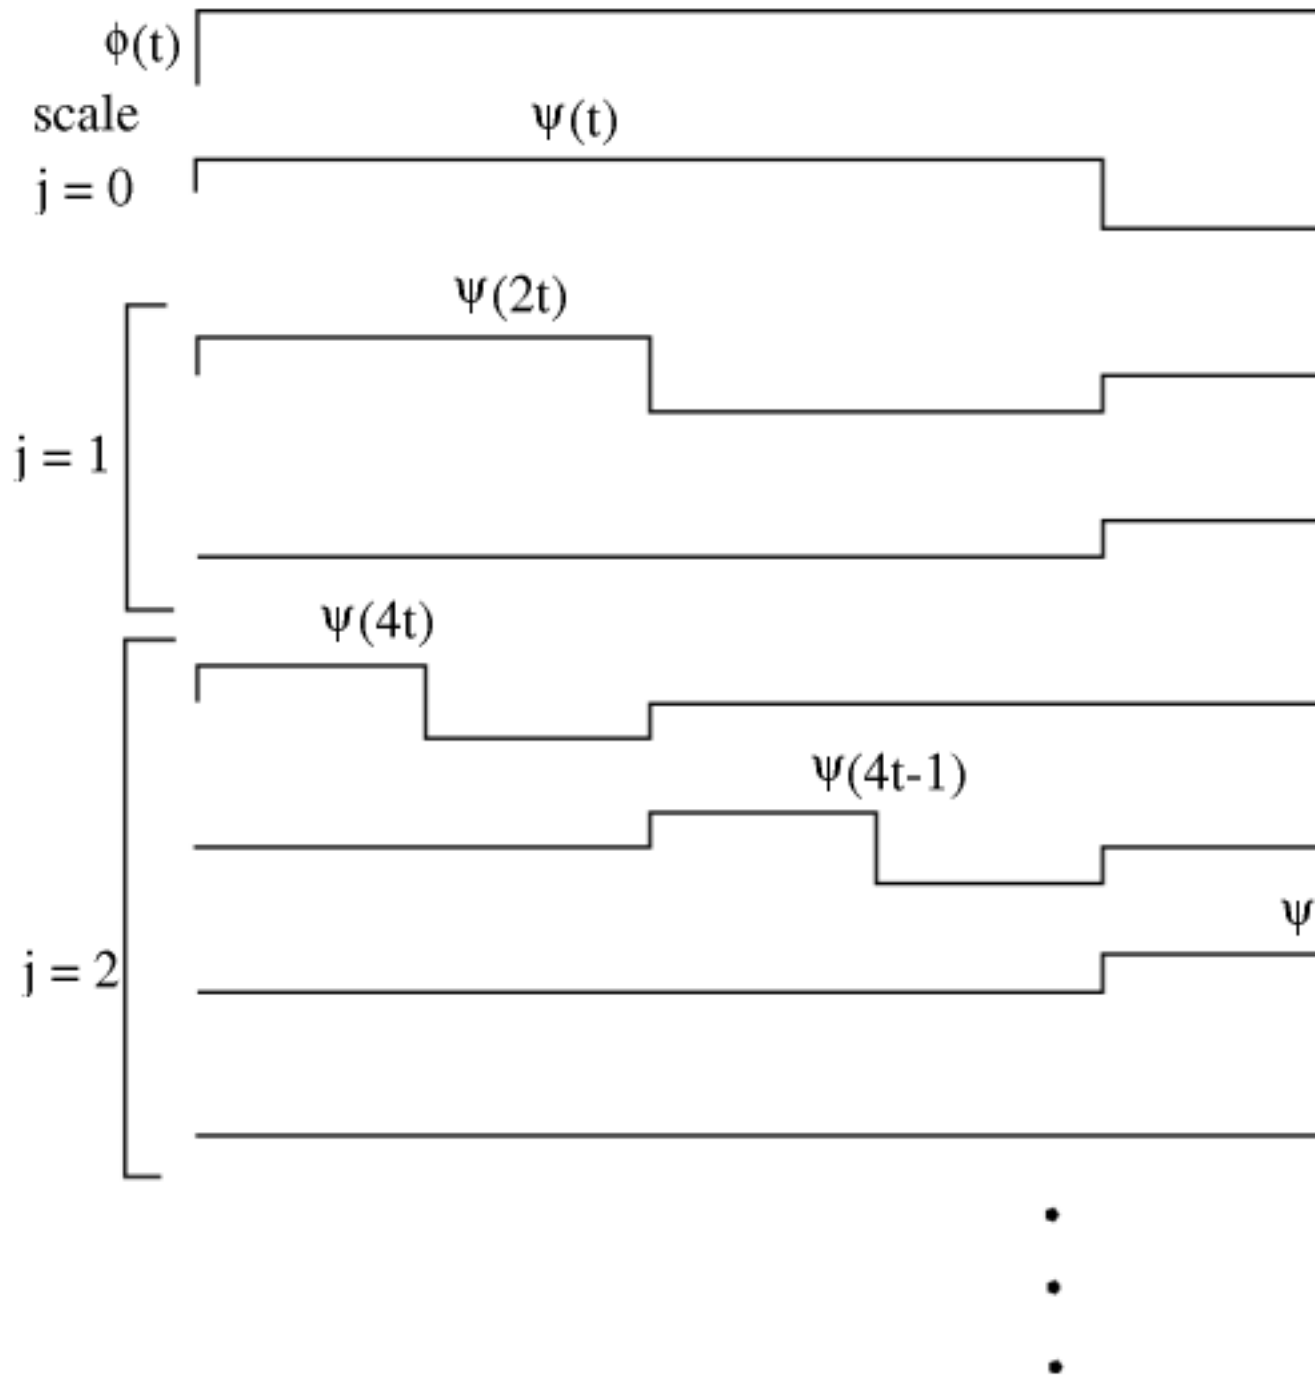 ϕ(t)
scale
ψ(t)
j = 0
ψ(2t)
j = 1
ψ(4t)
ψ(4t-1)
ψ
j = 2